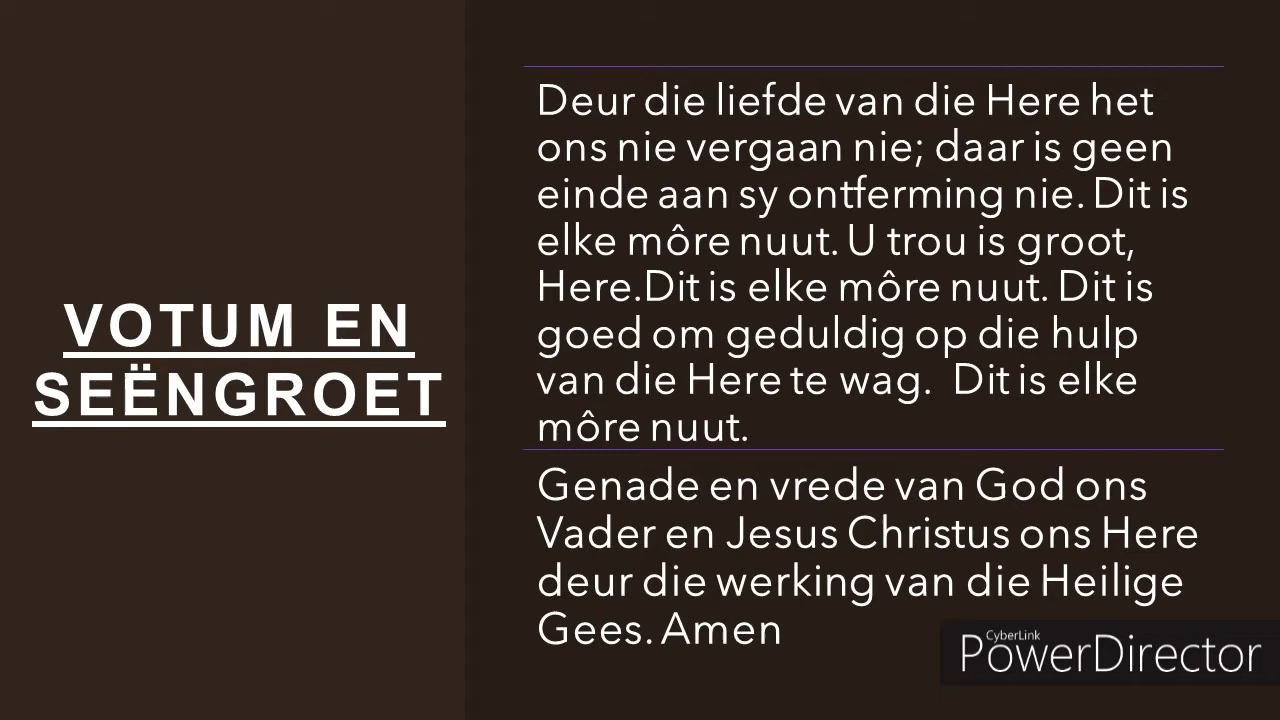 VOTUM EN
SEËNGROET
Deur die liefde van die Here het
ons nie vergaan nie; daar is geen
einde aan sy ontferming nie. Dit is
elke môre nuut. U trou is groot,
Here.Dit is elke môre nuut. Dit is
goed om geduldig op die hulp
van die Here te wag.  Dit is elke
môre nuut.
Genade en vrede van God ons
Vader en Jesus Christus ons Here
deur die werking van die Heilige
Gees. Amen
CyberLink
PowerDirector